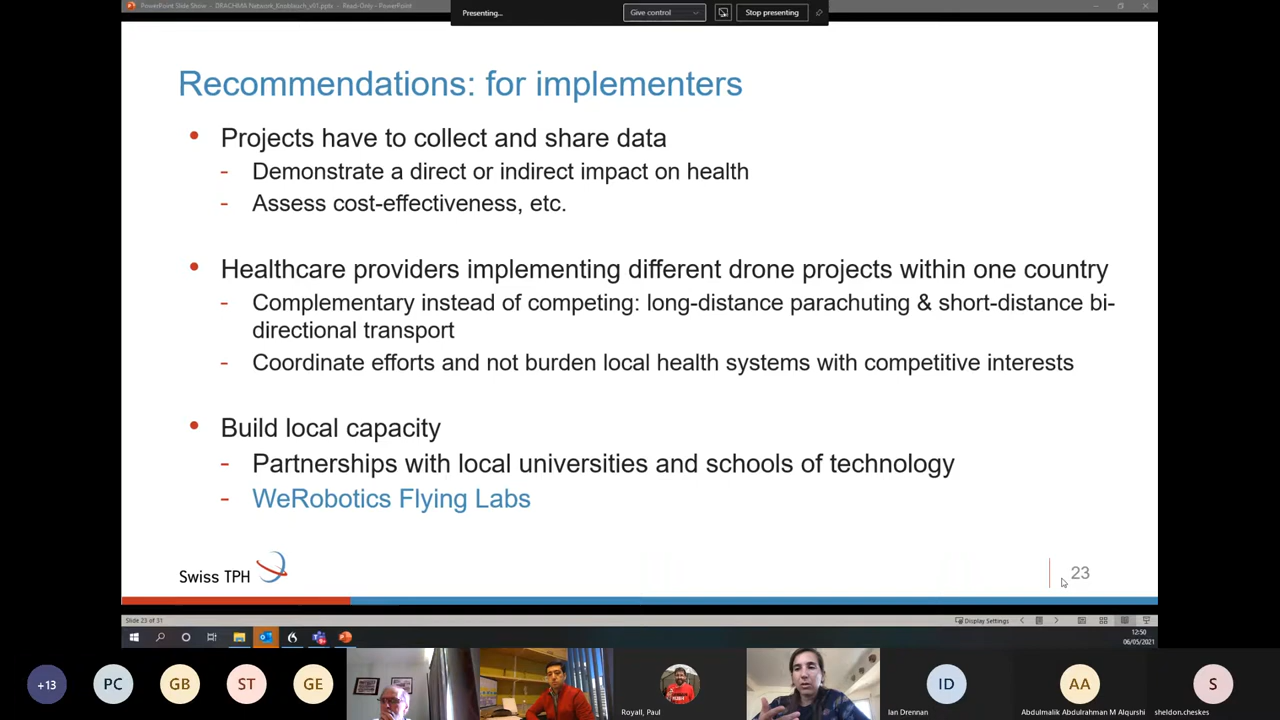 PowerPoint Slide Show - DRACHMS Network_Knoblauch_vII1.pptx - Read-Only - PowerPoint
Presenting...
Give control
Stop presenting
Recommendations: for implementers
• Projects have to collect and share data
- Demonstrate a direct or indirect impact on health
- Assess cost-effectiveness, etc.
• Healthcare providers implementing different drone projects within one country
- Complementary instead of competing: long-distance parachuting & short-distance bi-
directional transport
- Coordinate efforts and not burden local health systems with competitive interests
• Build local capacity
- Partnerships with local universities and schools of technology
- WeRobotics Flying Labs
Swiss TPH
23
Slide 23 of 31
Display Settings
12:50
06/05/2021
+13
PC
GB
ST
GE
Royall, Paul
ID
Ian Drennan
AA
Abdulmalik Abdulrahman M Alqurshi
S
sheldon.cheskes